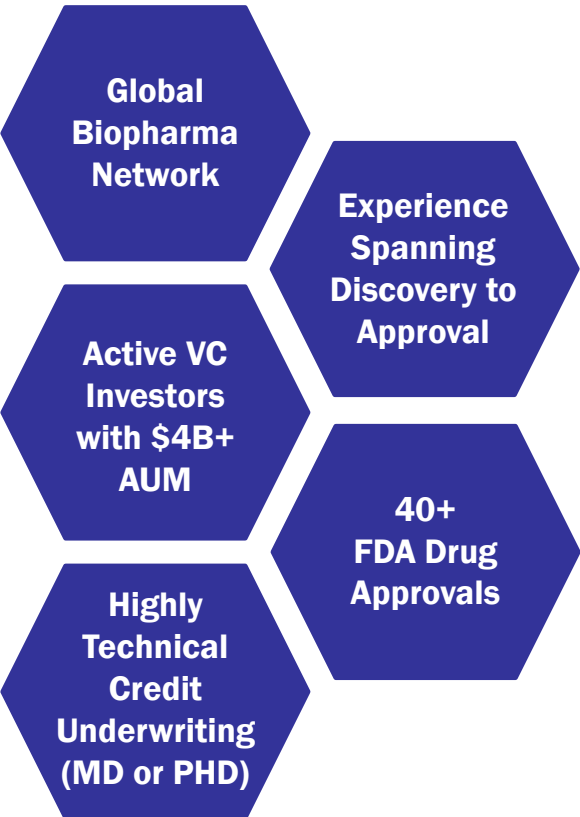 Global
Biopharma
Network
Experience
Spanning
Discovery to
Approval
Active VC
Investors
with $4B+
AUM
40+
FDA Drug
Approvals
Highly
Technical
Credit
Underwriting
(MD or PHD)